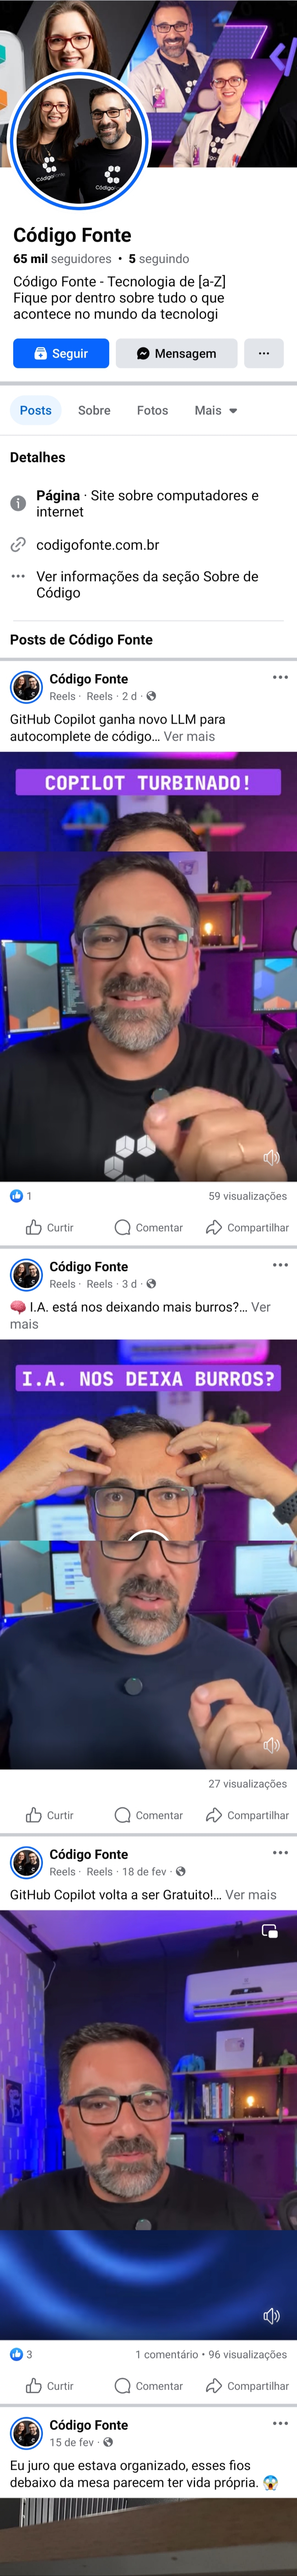 Código Fonte
65 mil seguidores • 5 seguindo
Código Fonte - Tecnologia de [a-Z]
Fique por dentro sobre tudo o que
acontece no mundo da tecnologi
Seguir
Mensagem
Posts
Sobre
Fotos
Mais
Detalhes
Página · Site sobre computadores e
internet
codigofonte.com.br
Ver informações da seção Sobre de
Código
Posts de Código Fonte
Código Fonte
Reels · Reels · 2 d ·
GitHub Copilot ganha novo LLM para
autocomplete de código... Ver mais
COPILOT TURBINADO!
1
59 visualizações
Curtir
Comentar
Compartilhar
Código Fonte
Reels · Reels · 3 d ·
🧠 I.A. está nos deixando mais burros?... Ver
mais
I.A. NOS DEIXA BURROS?
27 visualizações
Curtir
Comentar
Compartilhar
Código Fonte
Reels · Reels · 18 de fev ·
GitHub Copilot volta a ser Gratuito!... Ver mais
3
1 comentário • 96 visualizações
Curtir
Comentar
Compartilhar
Código Fonte
15 de fev ·
Eu juro que estava organizado, esses fios
debaixo da mesa parecem ter vida própria. 😱